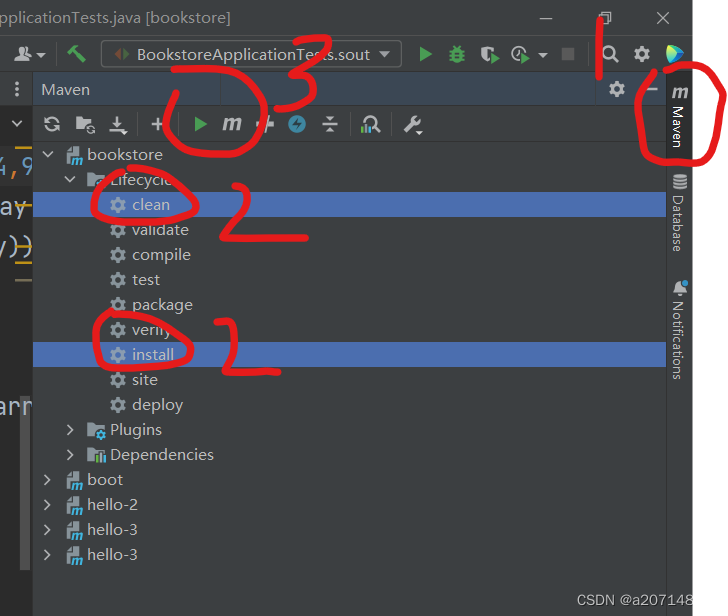 pplicationTests.java [bookstore]
BookstoreApplicationTests.sout
Maven
bookstore
Lifecycle
clean
validate
compile
test
package
verify
install
site
deploy
Plugins
Dependencies
boot
hello-2
hello-3
hello-3
4,9
ay
y))
arr
m
Maven
Database
Notifications
1
2
2
3
CSDN @a207148